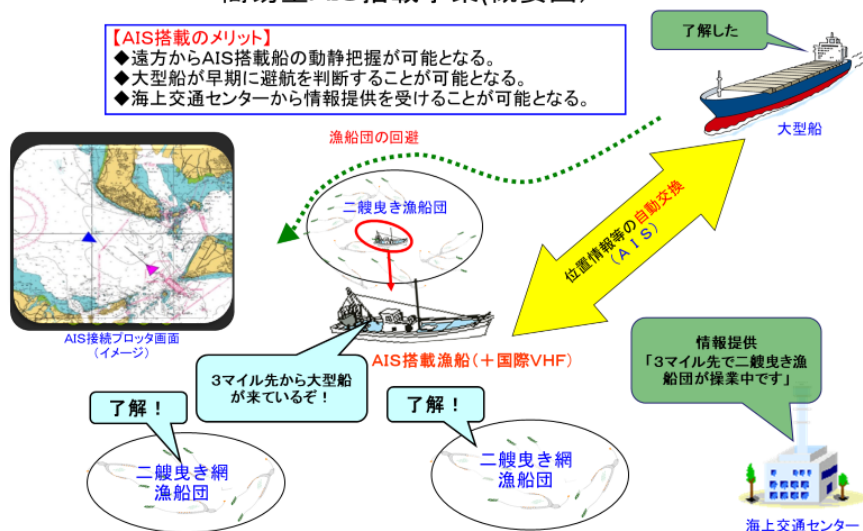 【AIS搭載のメリット】
◆遠方からAIS搭載船の動静把握が可能となる。
◆大型船が早期に避航を判断することが可能となる。
◆海上交通センターから情報提供を受けることが可能となる。
了解した
大型船
漁船団の回避
二艘曳き漁船団
位置情報等の自動交換
（ＡＩＳ）
AIS接続プロッタ画面
（イメージ）
AIS搭載漁船（＋国際VHF）
３マイル先から大型船
が来ているぞ！
了解！
了解！
情報提供
「３マイル先で二艘曳き漁
船団が操業中です」
二艘曳き網
漁船団
二艘曳き網
漁船団
海上交通センター